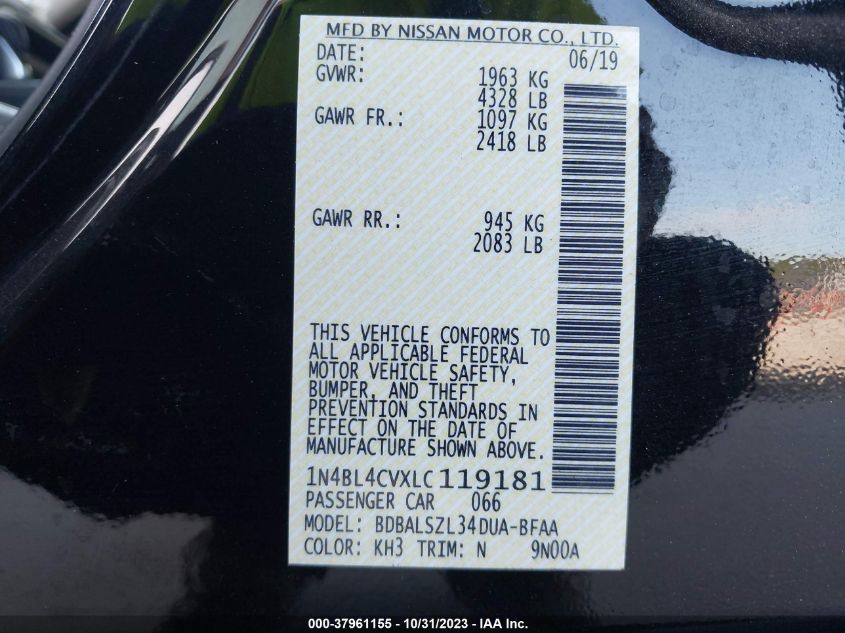 MFD BY NISSAN MOTOR CO., LTD.
DATE: 06/19
GVWR: 1963 KG
4328 LB
GAWR FR.: 1097 KG
2418 LB
GAWR RR.: 945 KG
2083 LB
THIS VEHICLE CONFORMS TO
ALL APPLICABLE FEDERAL
MOTOR VEHICLE SAFETY,
BUMPER, AND THEFT
PREVENTION STANDARDS IN
EFFECT ON THE DATE OF
MANUFACTURE SHOWN ABOVE.
1N4BL4CVXLC119181
PASSENGER CAR 066
MODEL: BDBALSZL34DUA-BFAA
COLOR: KH3 TRIM: N 9N00A
000-37961155 - 10/31/2023 - IAA Inc.